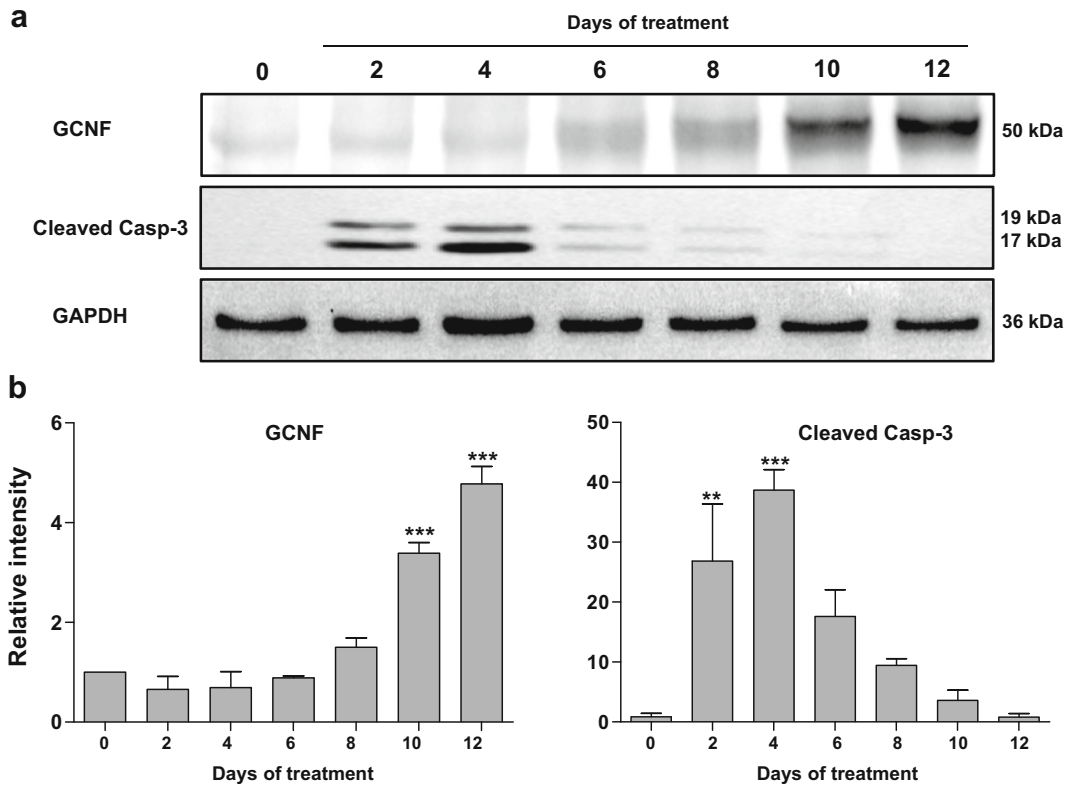 a
Days of treatment
0 2 4 6 8 10 12
GCNF 50 kDa
Cleaved Casp-3 19 kDa
17 kDa
GAPDH 36 kDa
b
GCNF
Relative intensity
6
4
2
0
***
***
0 2 4 6 8 10 12
Days of treatment
Cleaved Casp-3
50
40
30
20
10
0
**
***
0 2 4 6 8 10 12
Days of treatment